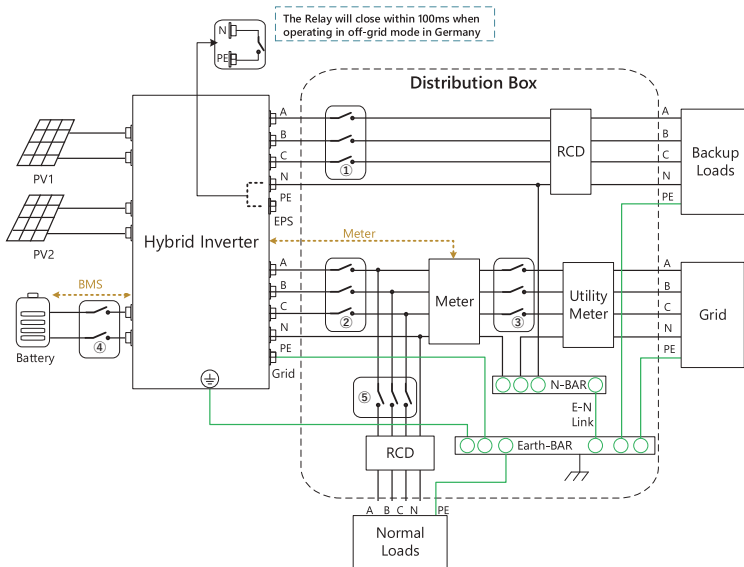 The Relay will close within 100ms when
operating in off-grid mode in Germany
N
PE
Distribution Box
A
B
C
N
PE
EPS
①
RCD
A
B
C
N
PE
Backup
Loads
PV1
PV2
Hybrid Inverter
Meter
BMS
Battery
④
A
B
C
N
PE
Grid
②
Meter
③
Utility
Meter
A
B
C
N
PE
Grid
N-BAR
E-N
Link
Earth-BAR
⑤
RCD
A B C N PE
Normal
Loads